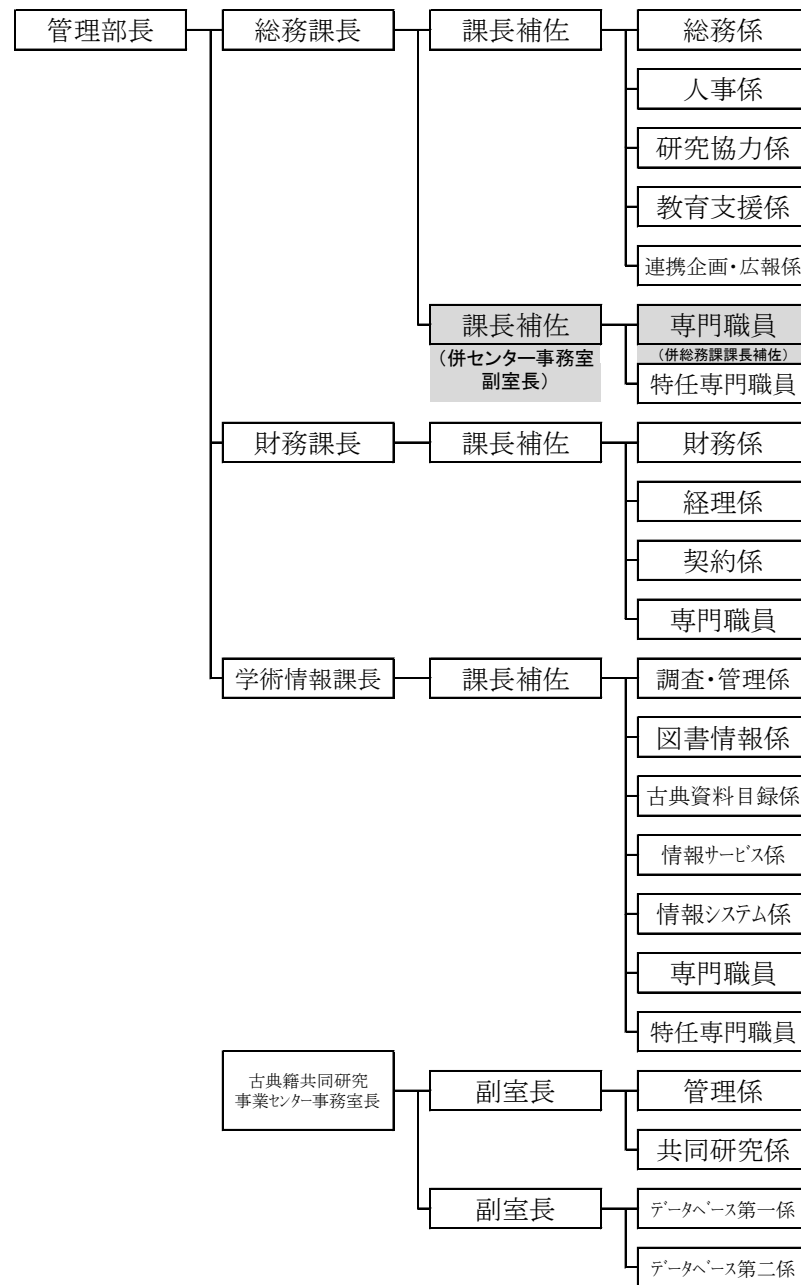 管理部長
総務課長
課長補佐
総務係
人事係
研究協力係
教育支援係
連携企画・広報係
課長補佐
（併センター事務室
副室長）
専門職員
（併総務課課長補佐）
特任専門職員
財務課長
課長補佐
財務係
経理係
契約係
専門職員
学術情報課長
課長補佐
調査・管理係
図書情報係
古典資料目録係
情報ｻｰﾋﾞｽ係
情報ｼｽﾃﾑ係
専門職員
特任専門職員
古典籍共同研究
事業ｾﾝﾀｰ事務室長
副室長
管理係
共同研究係
副室長
ﾃﾞｰﾀﾍﾞｰｽ第一係
ﾃﾞｰﾀﾍﾞｰｽ第二係